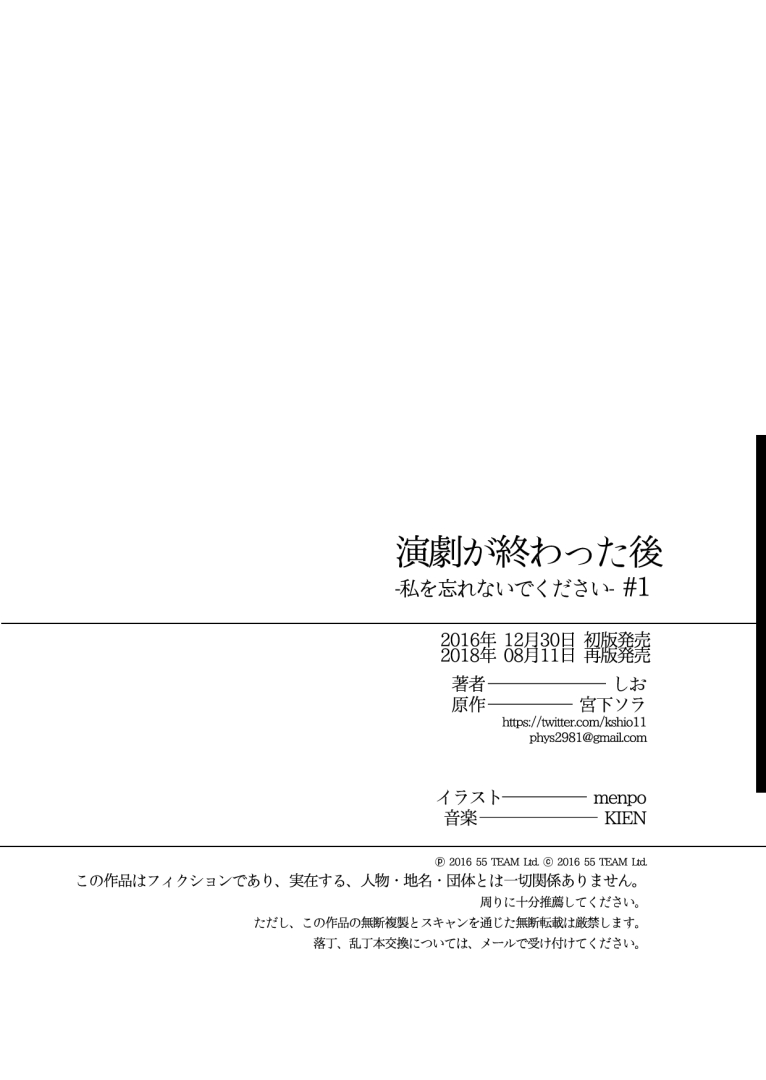 演劇が終わった後
-私を忘れないでください- #1
2016年 12月30日 初版発売
2018年 08月11日 再版発売
著者 ―――――――― しお
原作 ―――――― 宮下ソラ
https://twitter.com/kshio11
phys2981@gmail.com
イラスト―――――― menpo
音楽 ―――――――― KIEN
Ⓟ 2016 55 TEAM Ltd. ⓒ 2016 55 TEAM Ltd.
この作品はフィクションであり、実在する、人物・地名・団体とは一切関係ありません。
周りに十分推薦してください。
ただし、この作品の無断複製とスキャンを通じた無断転載は厳禁します。
落丁、乱丁本交換については、メールで受け付けてください。